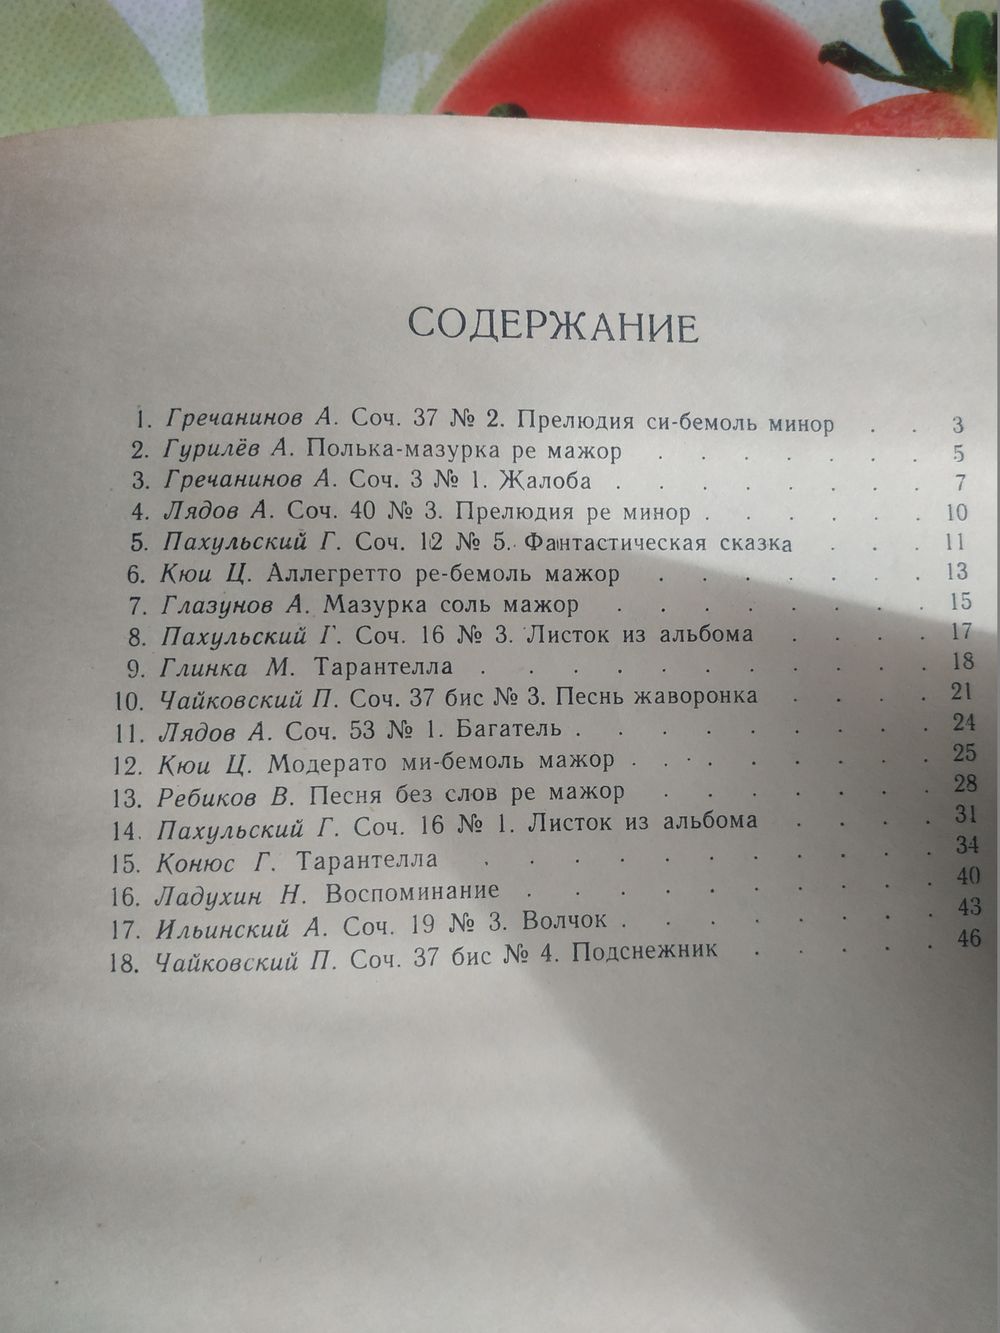 СОДЕРЖАНИЕ
1. Гречанинов А. Соч. 37 № 2. Прелюдия си-бемоль минор . . 3
2. Гурилёв А. Полька-мазурка ре мажор . . . . . . . 5
3. Гречанинов А. Соч. 3 № 1. Жалоба . . . . . . . . 7
4. Лядов А. Соч. 40 № 3. Прелюдия ре минор . . . . . . 10
5. Пахульский Г. Соч. 12 № 5. Фантастическая сказка . . . 11
6. Кюи Ц. Аллегретто ре-бемоль мажор . . . . . . . 13
7. Глазунов А. Мазурка соль мажор . . . . . . . . 15
8. Пахульский Г. Соч. 16 № 3. Листок из альбома . . . . 17
9. Глинка М. Тарантелла . . . . . . . . . . . 18
10. Чайковский П. Соч. 37 бис № 3. Песнь жаворонка . . . . 21
11. Лядов А. Соч. 53 № 1. Багатель . . . . . . . . . 24
12. Кюи Ц. Модерато ми-бемоль мажор . . . . . . . . 25
13. Ребиков В. Песня без слов ре мажор . . . . . . . 28
14. Пахульский Г. Соч. 16 № 1. Листок из альбома . . . . 31
15. Конюс Г. Тарантелла . . . . . . . . . . . 34
16. Ладухин Н. Воспоминание . . . . . . . . . . 40
17. Ильинский А. Соч. 19 № 3. Волчок . . . . . . . . 43
18. Чайковский П. Соч. 37 бис № 4. Подснежник . . . . . 46